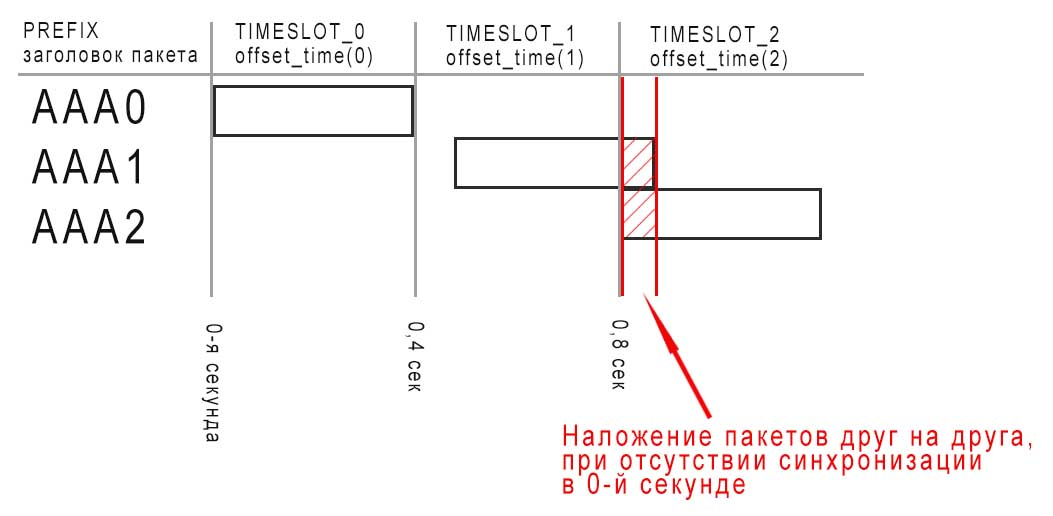 PREFIX
заголовок пакета
TIMESLOT_0
offset_time(0)
TIMESLOT_1
offset_time(1)
TIMESLOT_2
offset_time(2)
AAA0
AAA1
AAA2
0-я секунда
0,4 сек
0,8 сек
Наложение пакетов друг на друга,
при отсутствии синхронизации
в 0-й секунде